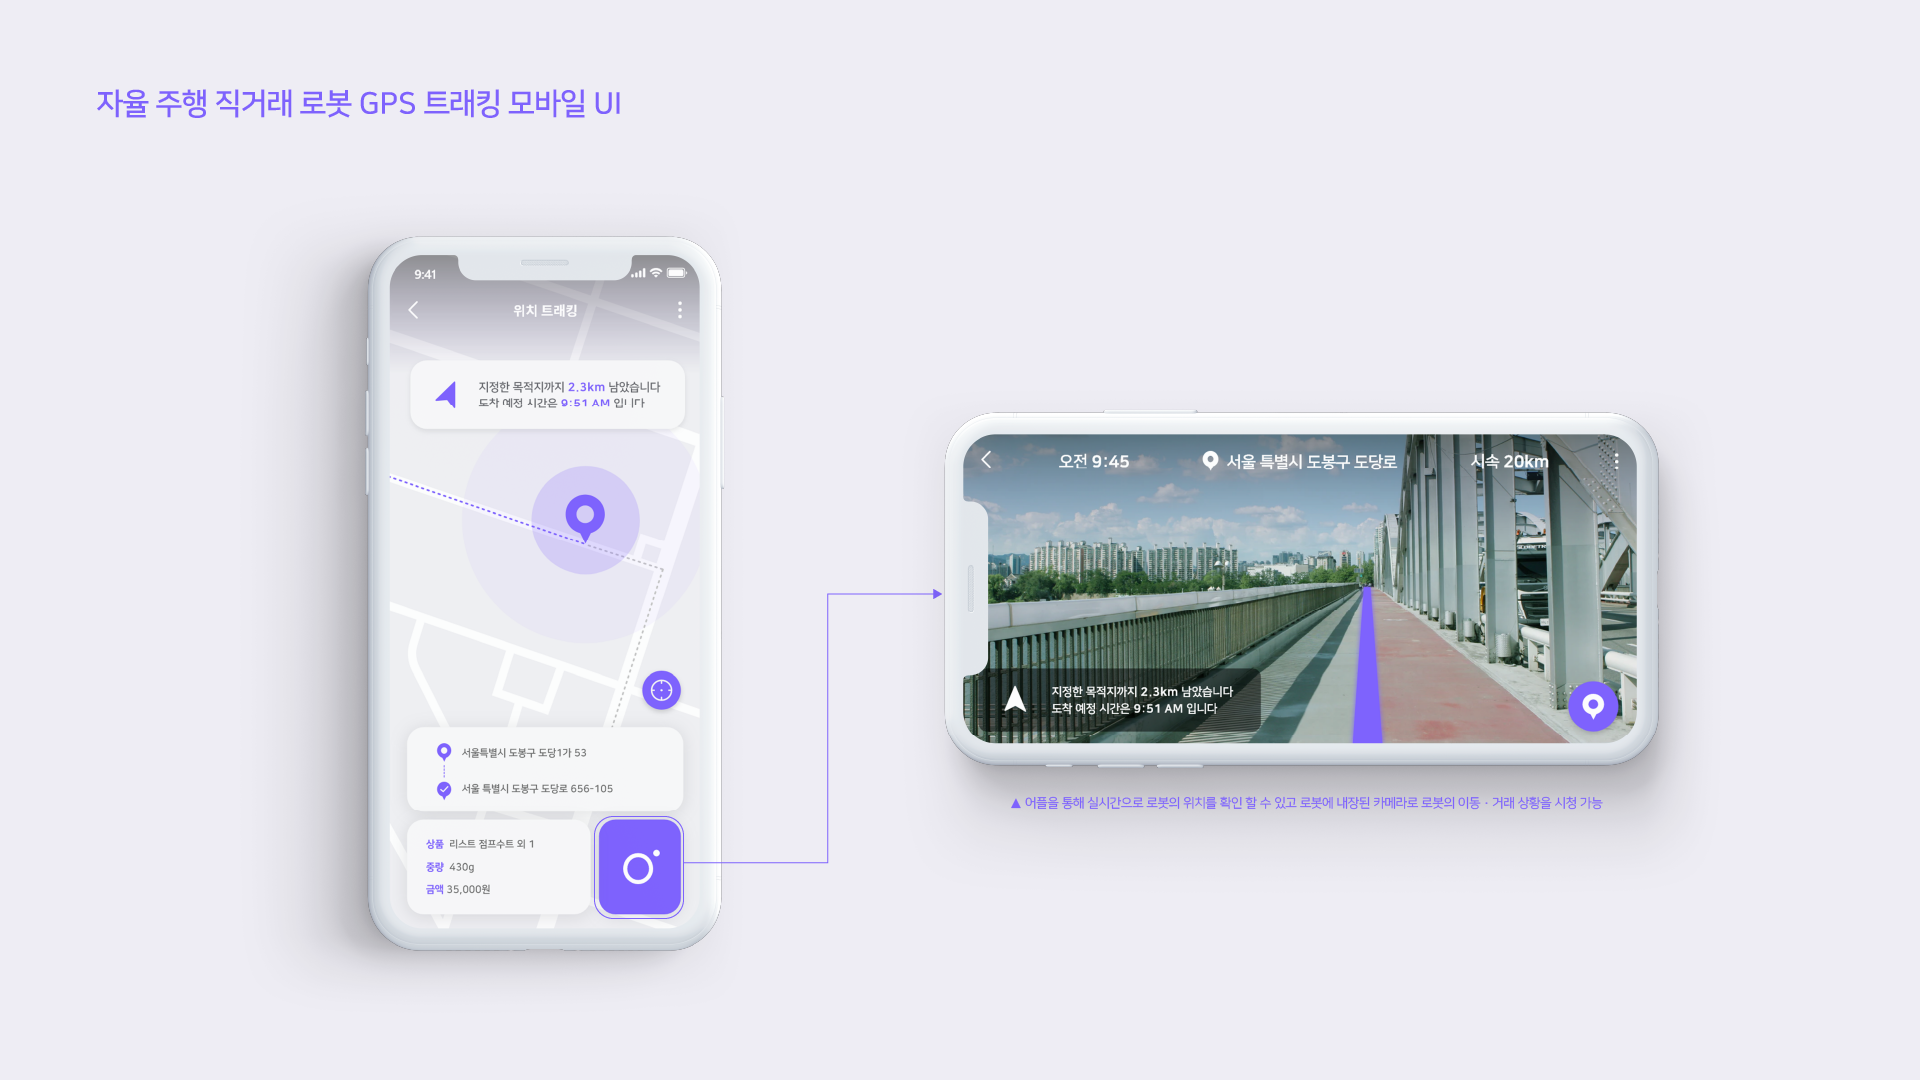 자율 주행 직거래 로봇 GPS 트래킹 모바일 UI
9:41
위치 트래킹
지정한 목적지까지 2.3km 남았습니다
도착 예정 시간은 9:51 AM 입니다
서울특별시 도봉구 도당1가 53
서울 특별시 도봉구 도당로 656-105
상품 리스트 점프수트 외 1
중량 430g
금액 35,000원
오전 9:45
서울 특별시 도봉구 도당로
시속 20km
지정한 목적지까지 2.3km 남았습니다
도착 예정 시간은 9:51 AM 입니다
▲ 어플을 통해 실시간으로 로봇의 위치를 확인 할 수 있고 로봇에 내장된 카메라로 로봇의 이동 · 거래 상황을 시청 가능